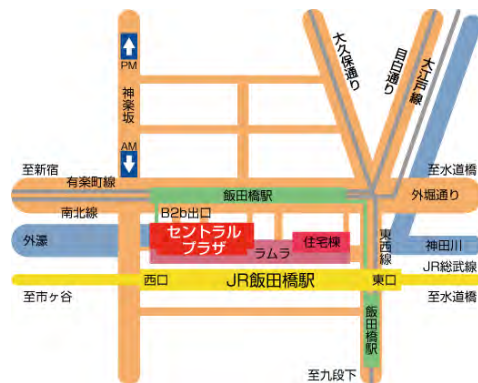 大久保通り
目白通り
大江戸線
PM
神楽坂
AM
至新宿
有楽町線
飯田橋駅
至水道橋
外堀通り
南北線
B2b出口
外濠
セントラル
プラザ
ラムラ
住宅棟
東西線
神田川
JR総武線
西口
JR飯田橋駅
東口
至市ヶ谷
至水道橋
飯田橋駅
至九段下